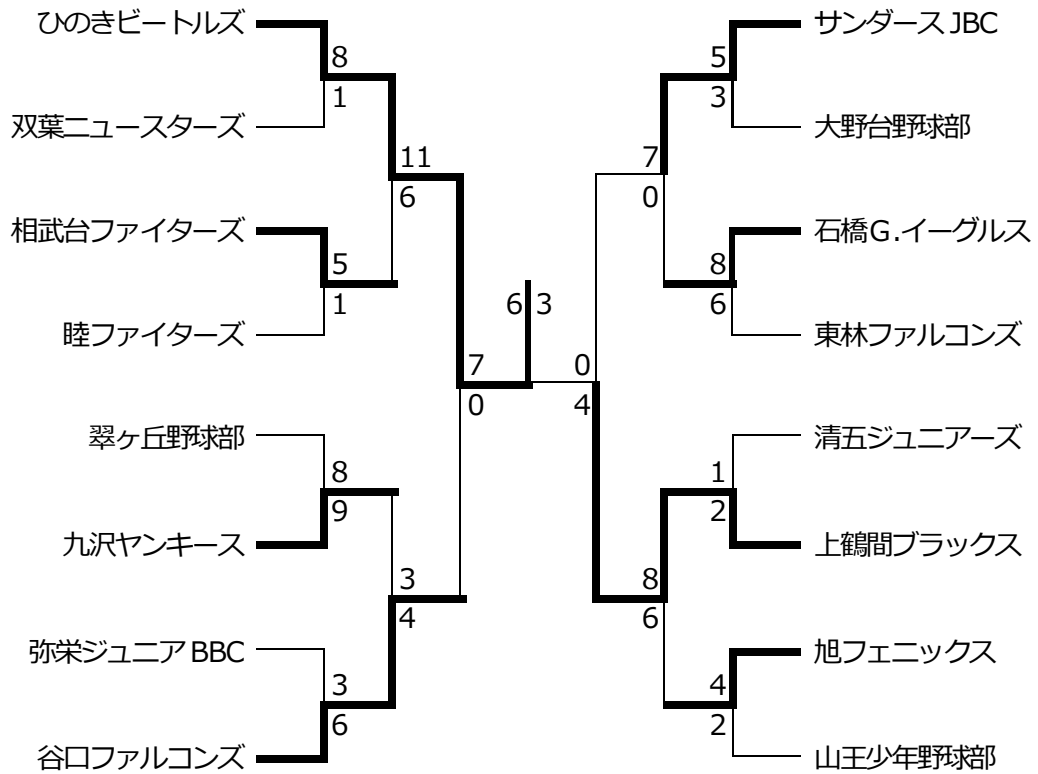 ひのきビートルズ
8
1
双葉ニュースターズ
11
6
相武台ファイターズ
5
1
睦ファイターズ
7
0
翠ヶ丘野球部
8
9
九沢ヤンキース
3
4
弥栄ジュニアBBC
3
6
谷口ファルコンズ
6 3
サンダースJBC
5
3
大野台野球部
7
0
石橋G.イーグルス
8
6
東林ファルコンズ
0
4
清五ジュニアーズ
1
2
上鶴間ブラックス
8
6
旭フェニックス
4
2
山王少年野球部